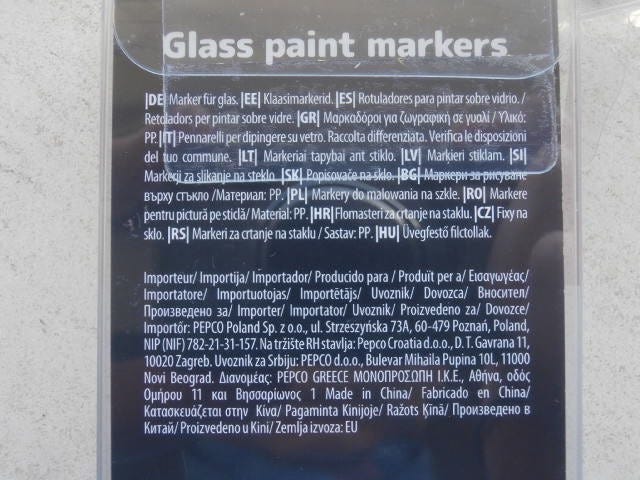 Glass paint markers
|DE| Marker für glas. |EE| Klaasimarkerid. |ES| Rotuladores para pintar sobre vidrio. /
Retoladors per pintar sobre vidre. |GR| Μαρκαδόροι για ζωγραφική σε γυαλί / Υλικό:
PP. |IT| Pennarelli per dipingere su vetro. Raccolta differenziata. Verifica le disposizioni
del tuo commune. |LT| Markeriai tapybai ant stiklo. |LV| Marķieri stiklam. |SI|
Markerji za slikanje na steklo. |SK| Popisovače na sklo. |BG| Маркери за рисуване
върху стъкло /Материал: PP. |PL| Markery do malowania na szkle. |RO| Markere
pentru pictură pe sticlă/ Material: PP. |HR| Flomasteri za crtanje na staklu. |CZ| Fixy na
sklo. |RS| Markeri za crtanje na staklu / Sastav: PP. |HU| Üvegfestő filctollak.
Importeur/ Importija/ Importador/ Producido para / Produït per a/ Εισαγωγέας/
Importatore/ Importuotojas/ Importētājs/ Uvoznik/ Dovozca/ Вносител/
Произведено за/ Importer/ Importator/ Uvoznik/ Proizvedeno za/ Dovozce/
Importőr: PEPCO Poland Sp. z o.o., ul. Strzeszyńska 73A, 60-479 Poznań, Poland,
NIP (NIF) 782-21-31-157. Na tržište RH stavlja: Pepco Croatia d.o.o., D. T. Gavrana 11,
10020 Zagreb. Uvoznik za Srbiju: PEPCO d.o.o., Bulevar Mihaila Pupina 10L, 11000
Novi Beograd. Διανομέας: PEPCO GREECE ΜΟΝΟΠΡΟΣΩΠΗ Ι.Κ.Ε., Αθήνα, οδός
Ομήρου 11 και Βησσαρίωνος 1 Made in China/ Fabricado en China/
Κατασκευάζεται στην Κίνα/ Pagaminta Kinijoje/ Ražots Ķīnā/ Произведено в
Китай/ Proizvedeno u Kini/ Zemlja izvoza: EU